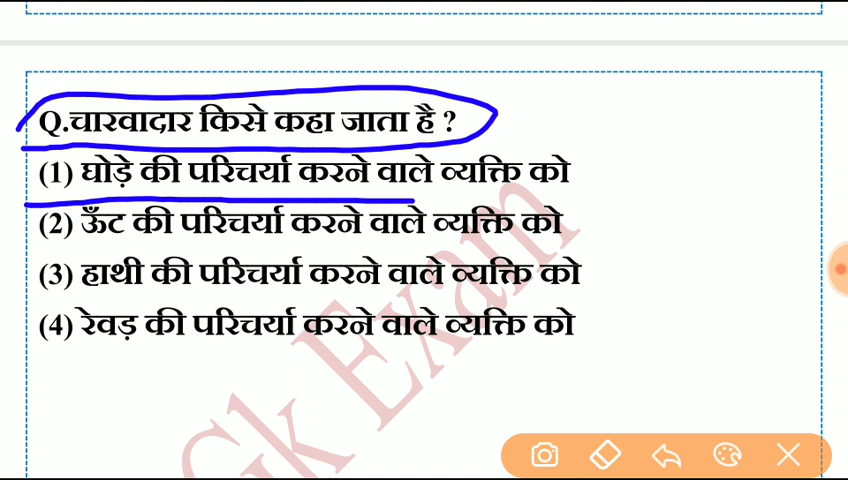 Q.चारवादार किसे कहा जाता है ?
(1) घोड़े की परिचर्या करने वाले व्यक्ति को
(2) ऊँट की परिचर्या करने वाले व्यक्ति को
(3) हाथी की परिचर्या करने वाले व्यक्ति को
(4) रेवड़ की परिचर्या करने वाले व्यक्ति को
Gk Exam